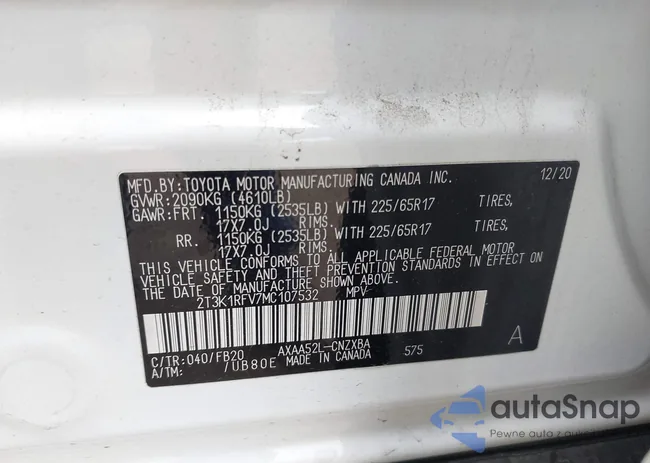 MFD.BY:TOYOTA MOTOR MANUFACTURING CANADA INC. 12/20
GVWR:2090KG (4610LB)
GAWR:FRT. 1150KG (2535LB) WITH 225/65R17 TIRES,
17X7.0J RIMS.
RR. 1150KG (2535LB) WITH 225/65R17 TIRES,
17X7.0J RIMS.
THIS VEHICLE CONFORMS TO ALL APPLICABLE FEDERAL MOTOR
VEHICLE SAFETY AND THEFT PREVENTION STANDARDS IN EFFECT ON
THE DATE OF MANUFACTURE SHOWN ABOVE.
2T3K1RFV7MC107532 MPV
C/TR:040/FB20 AXAA52L-CNZXBA 575 A
A/TM: /UB80E MADE IN CANADA
autaSnap
Pewne auto z au